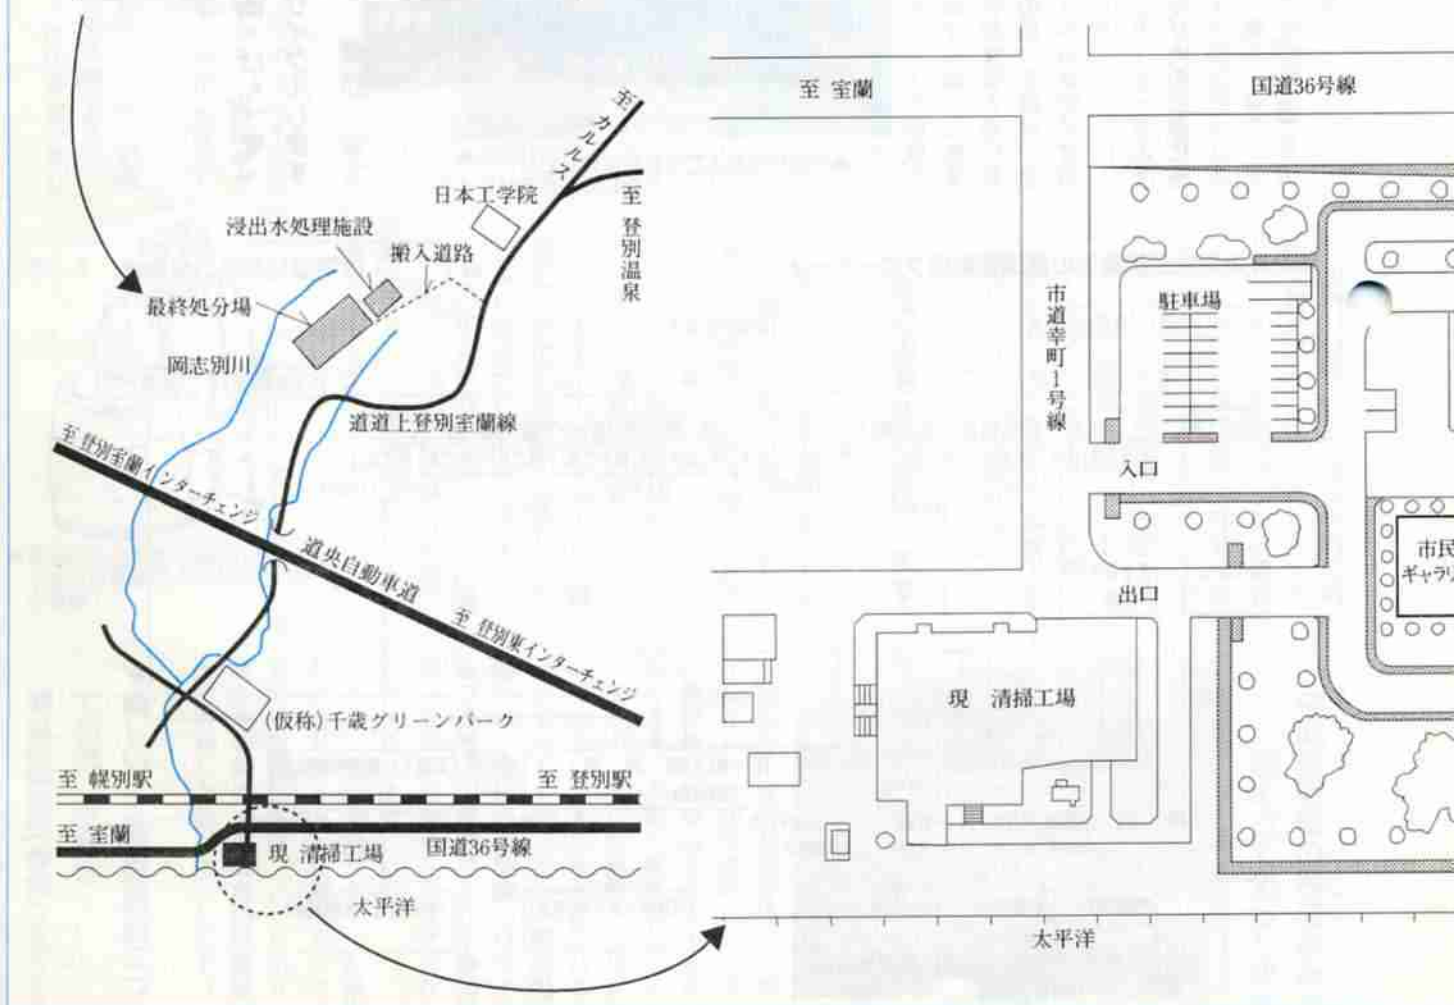 至 カルルス
日本工学院
至 登別温泉
浸出水処理施設
搬入道路
最終処分場
岡志別川
道道上登別室蘭線
至 登別室蘭インターチェンジ
道央自動車道
至 登別東インターチェンジ
(仮称)千歳グリーンパーク
至 幌別駅
至 登別駅
至 室蘭
現 清掃工場
国道36号線
太平洋
至 室蘭
国道36号線
市道幸町1号線
駐車場
入口
出口
市民
ギャラリ
現 清掃工場
太平洋